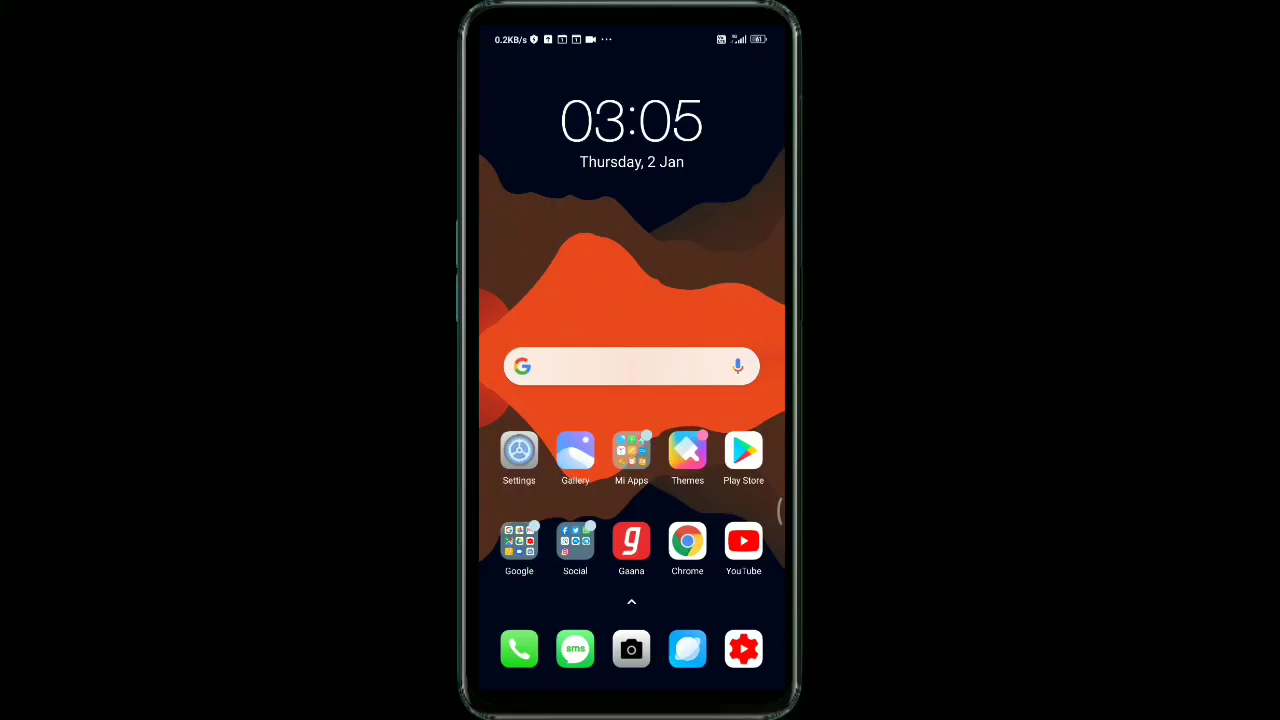 0.2KB/s 61
03:05
Thursday, 2 Jan
Settings Gallery Mi Apps Themes Play Store
Google Social Gaana Chrome YouTube
sms